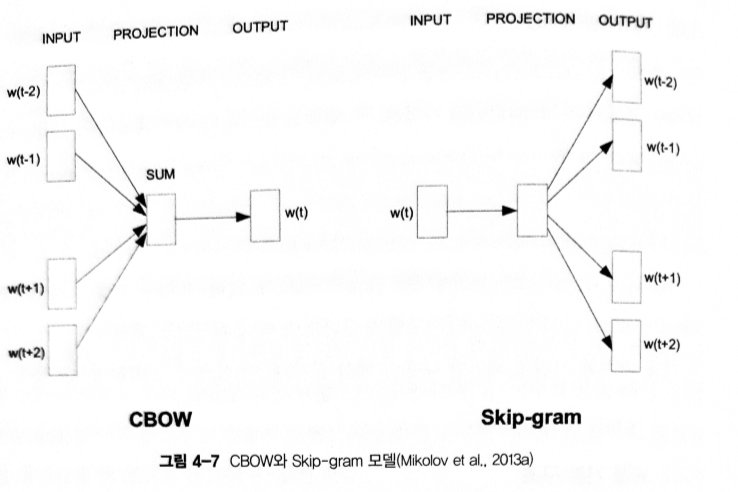 INPUT PROJECTION OUTPUT
w(t-2)
w(t-1)
SUM
w(t)
w(t+1)
w(t+2)
CBOW
INPUT PROJECTION OUTPUT
w(t-2)
w(t-1)
w(t)
w(t+1)
w(t+2)
Skip-gram
그림 4-7 CBOW와 Skip-gram 모델(Mikolov et al., 2013a)